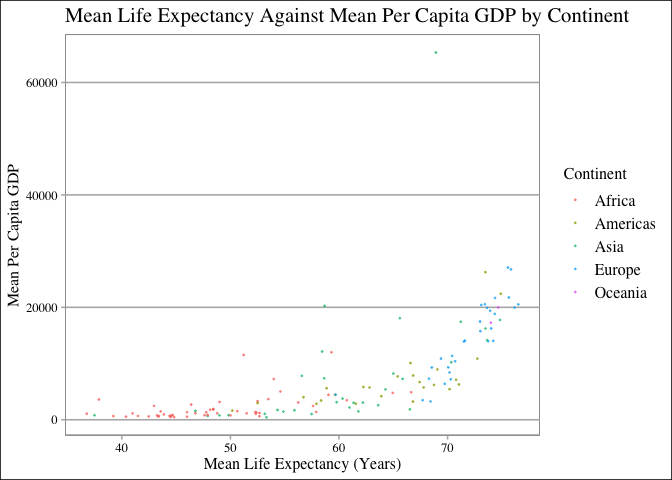 Mean Life Expectancy Against Mean Per Capita GDP by Continent
Mean Per Capita GDP
60000
40000
20000
0
40 50 60 70
Mean Life Expectancy (Years)
Continent
Africa
Americas
Asia
Europe
Oceania